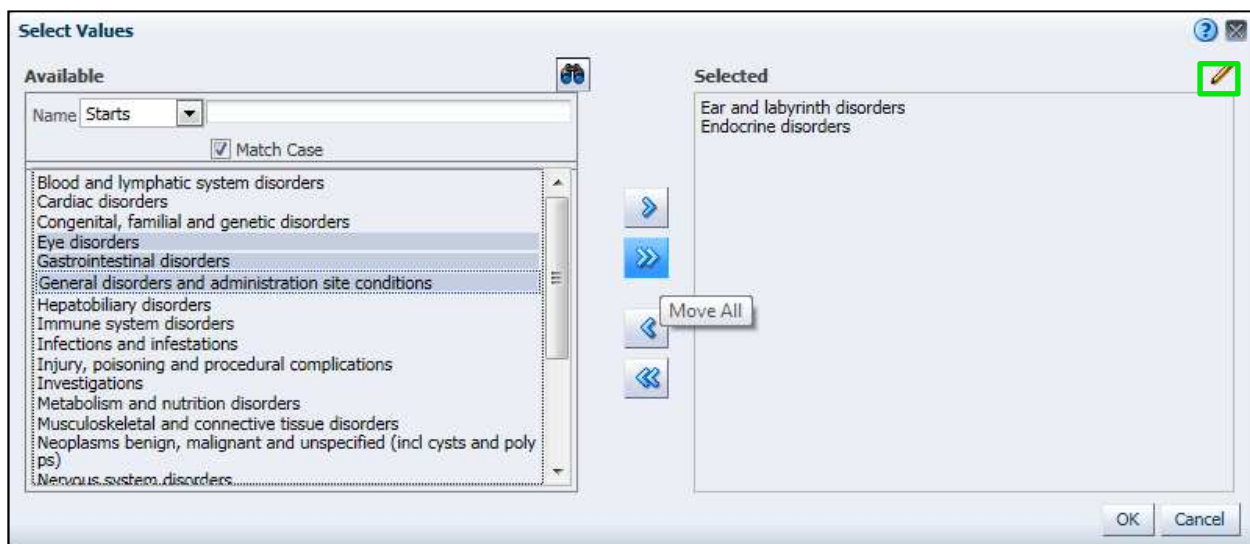 Select Values
Available
Name Starts
Match Case
Blood and lymphatic system disorders
Cardiac disorders
Congenital, familial and genetic disorders
Eye disorders
Gastrointestinal disorders
General disorders and administration site conditions
Hepatobiliary disorders
Immune system disorders
Infections and infestations
Injury, poisoning and procedural complications
Investigations
Metabolism and nutrition disorders
Musculoskeletal and connective tissue disorders
Neoplasms benign, malignant and unspecified (incl cysts and poly
ps)
Nervous system disorders
Move All
Selected
Ear and labyrinth disorders
Endocrine disorders
OK
Cancel